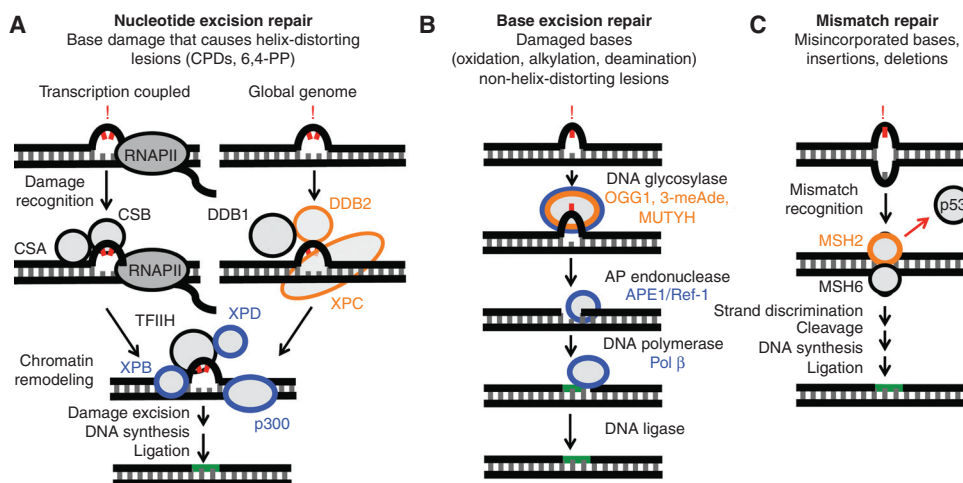 A
Nucleotide excision repair
Base damage that causes helix-distorting
lesions (CPDs, 6,4-PP)
Transcription coupled
Global genome
!
!
RNAPII
Damage
recognition
CSB
CSA
RNAPII
DDB1
DDB2
XPC
TFIIH
XPD
XPB
Chromatin
remodeling
p300
Damage excision
DNA synthesis
Ligation
B
Base excision repair
Damaged bases
(oxidation, alkylation, deamination)
non-helix-distorting lesions
!
DNA glycosylase
OGG1, 3-meAde,
MUTYH
AP endonuclease
APE1/Ref-1
DNA polymerase
Pol β
DNA ligase
C
Mismatch repair
Misincorporated bases,
insertions, deletions
!
Mismatch
recognition
p53
MSH2
MSH6
Strand discrimination
Cleavage
DNA synthesis
Ligation